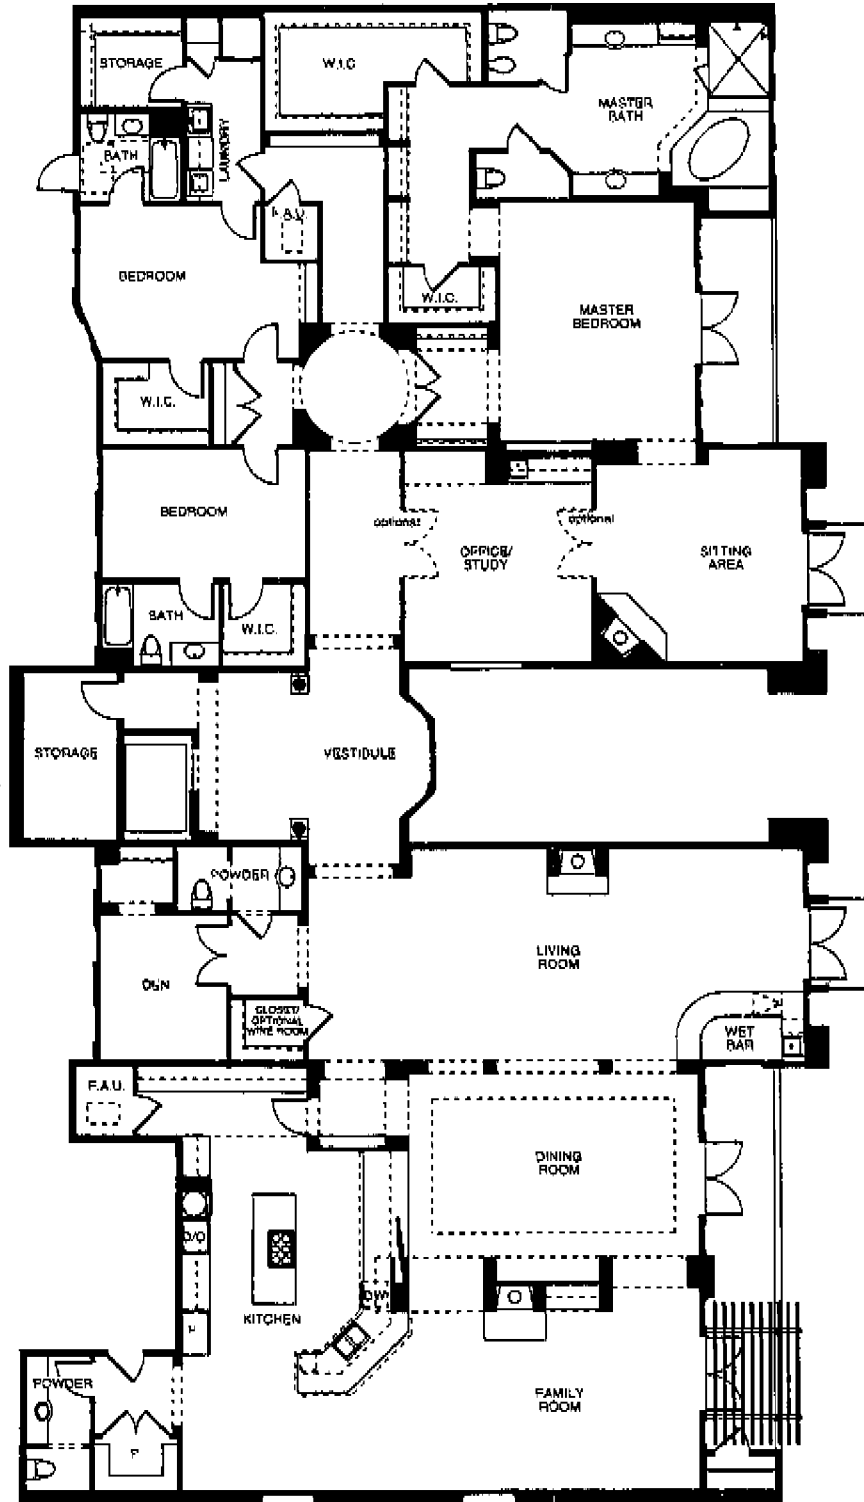 STORAGE
W.I.C
MASTER
BATH
BATH
LAUNDRY
F.A.U.
BEDROOM
W.I.C.
MASTER
BEDROOM
W.I.C.
BEDROOM
optional
optional
OFFICE/
STUDY
SITTING
AREA
BATH
W.I.C.
STORAGE
VESTIBULE
POWDER
LIVING
ROOM
DEN
CLOSET/
OPTIONAL
WINE ROOM
WET
BAR
F.A.U.
DINING
ROOM
D/O
DW
KITCHEN
POWDER
FAMILY
ROOM
P